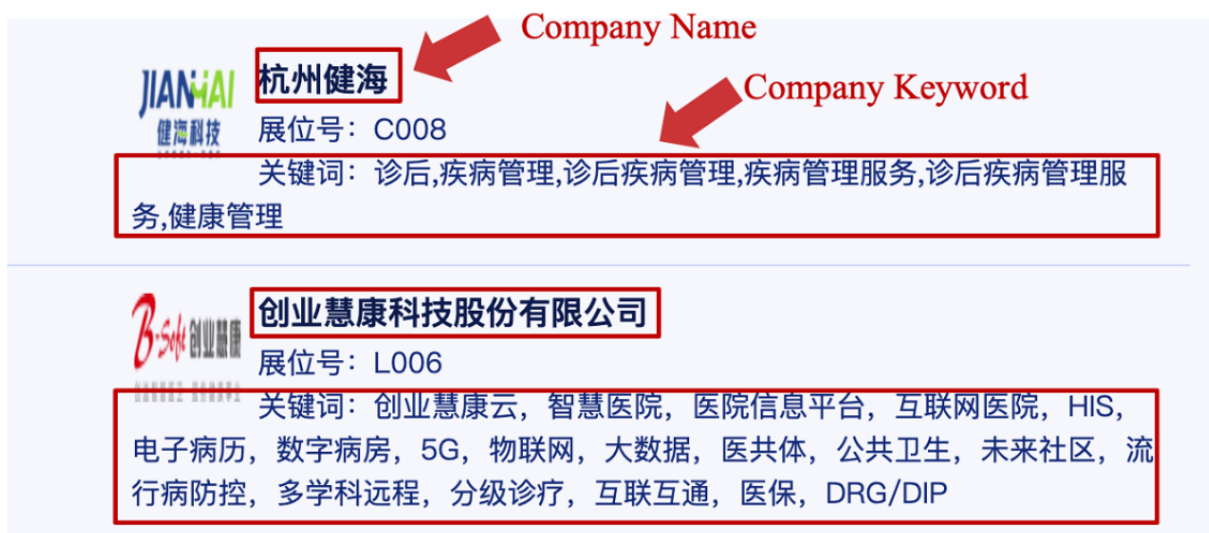 Company Name
JIANHAI
健海科技
杭州健海
Company Keyword
展位号：C008
关键词：诊后,疾病管理,诊后疾病管理,疾病管理服务,诊后疾病管理服
务,健康管理
B-Soft 创业慧康
创业慧康科技股份有限公司
展位号：L006
关键词：创业慧康云，智慧医院，医院信息平台，互联网医院，HIS，
电子病历，数字病房，5G，物联网，大数据，医共体，公共卫生，未来社区，流
行病防控，多学科远程，分级诊疗，互联互通，医保，DRG/DIP